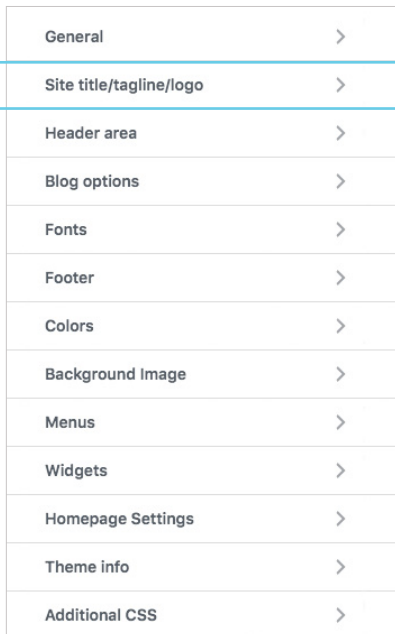 General
Site title/tagline/logo
Header area
Blog options
Fonts
Footer
Colors
Background Image
Menus
Widgets
Homepage Settings
Theme info
Additional CSS